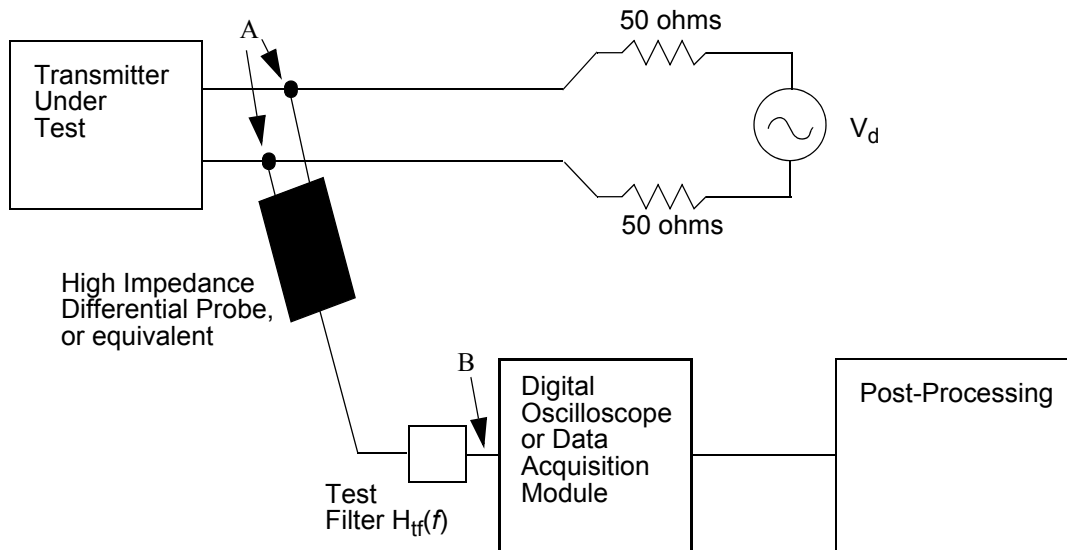 50 ohms
A
Transmitter
Under
Test
V_d
50 ohms
High Impedance
Differential Probe,
or equivalent
B
Digital
Oscilloscope
or Data
Acquisition
Module
Post-Processing
Test
Filter H_tf(f)